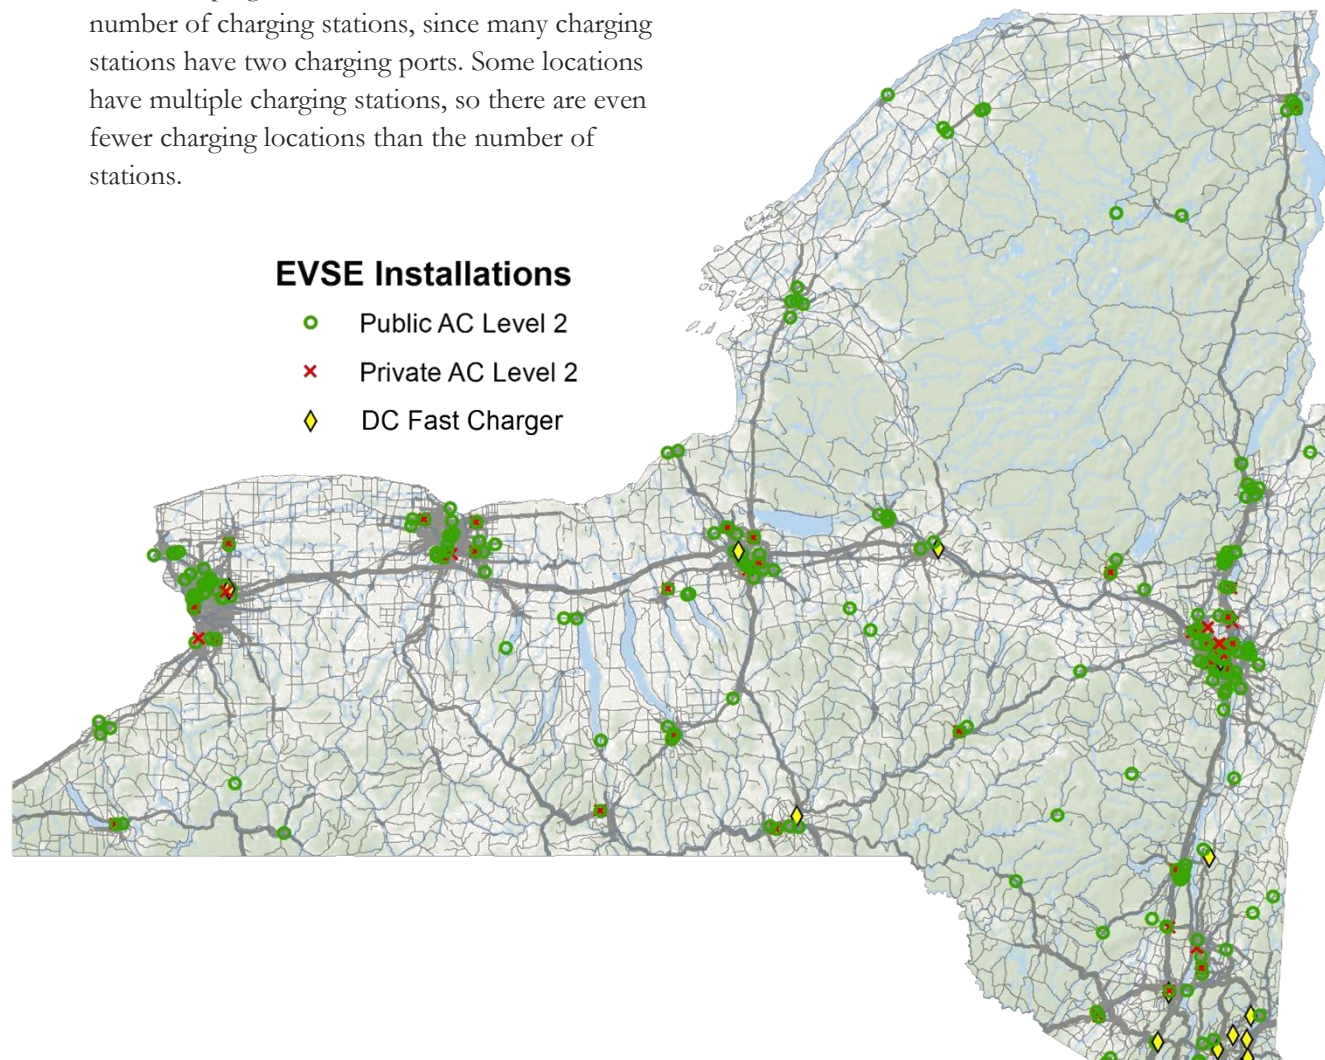 number of charging stations, since many charging
stations have two charging ports. Some locations
have multiple charging stations, so there are even
fewer charging locations than the number of
stations.
EVSE Installations
Public AC Level 2
Private AC Level 2
DC Fast Charger